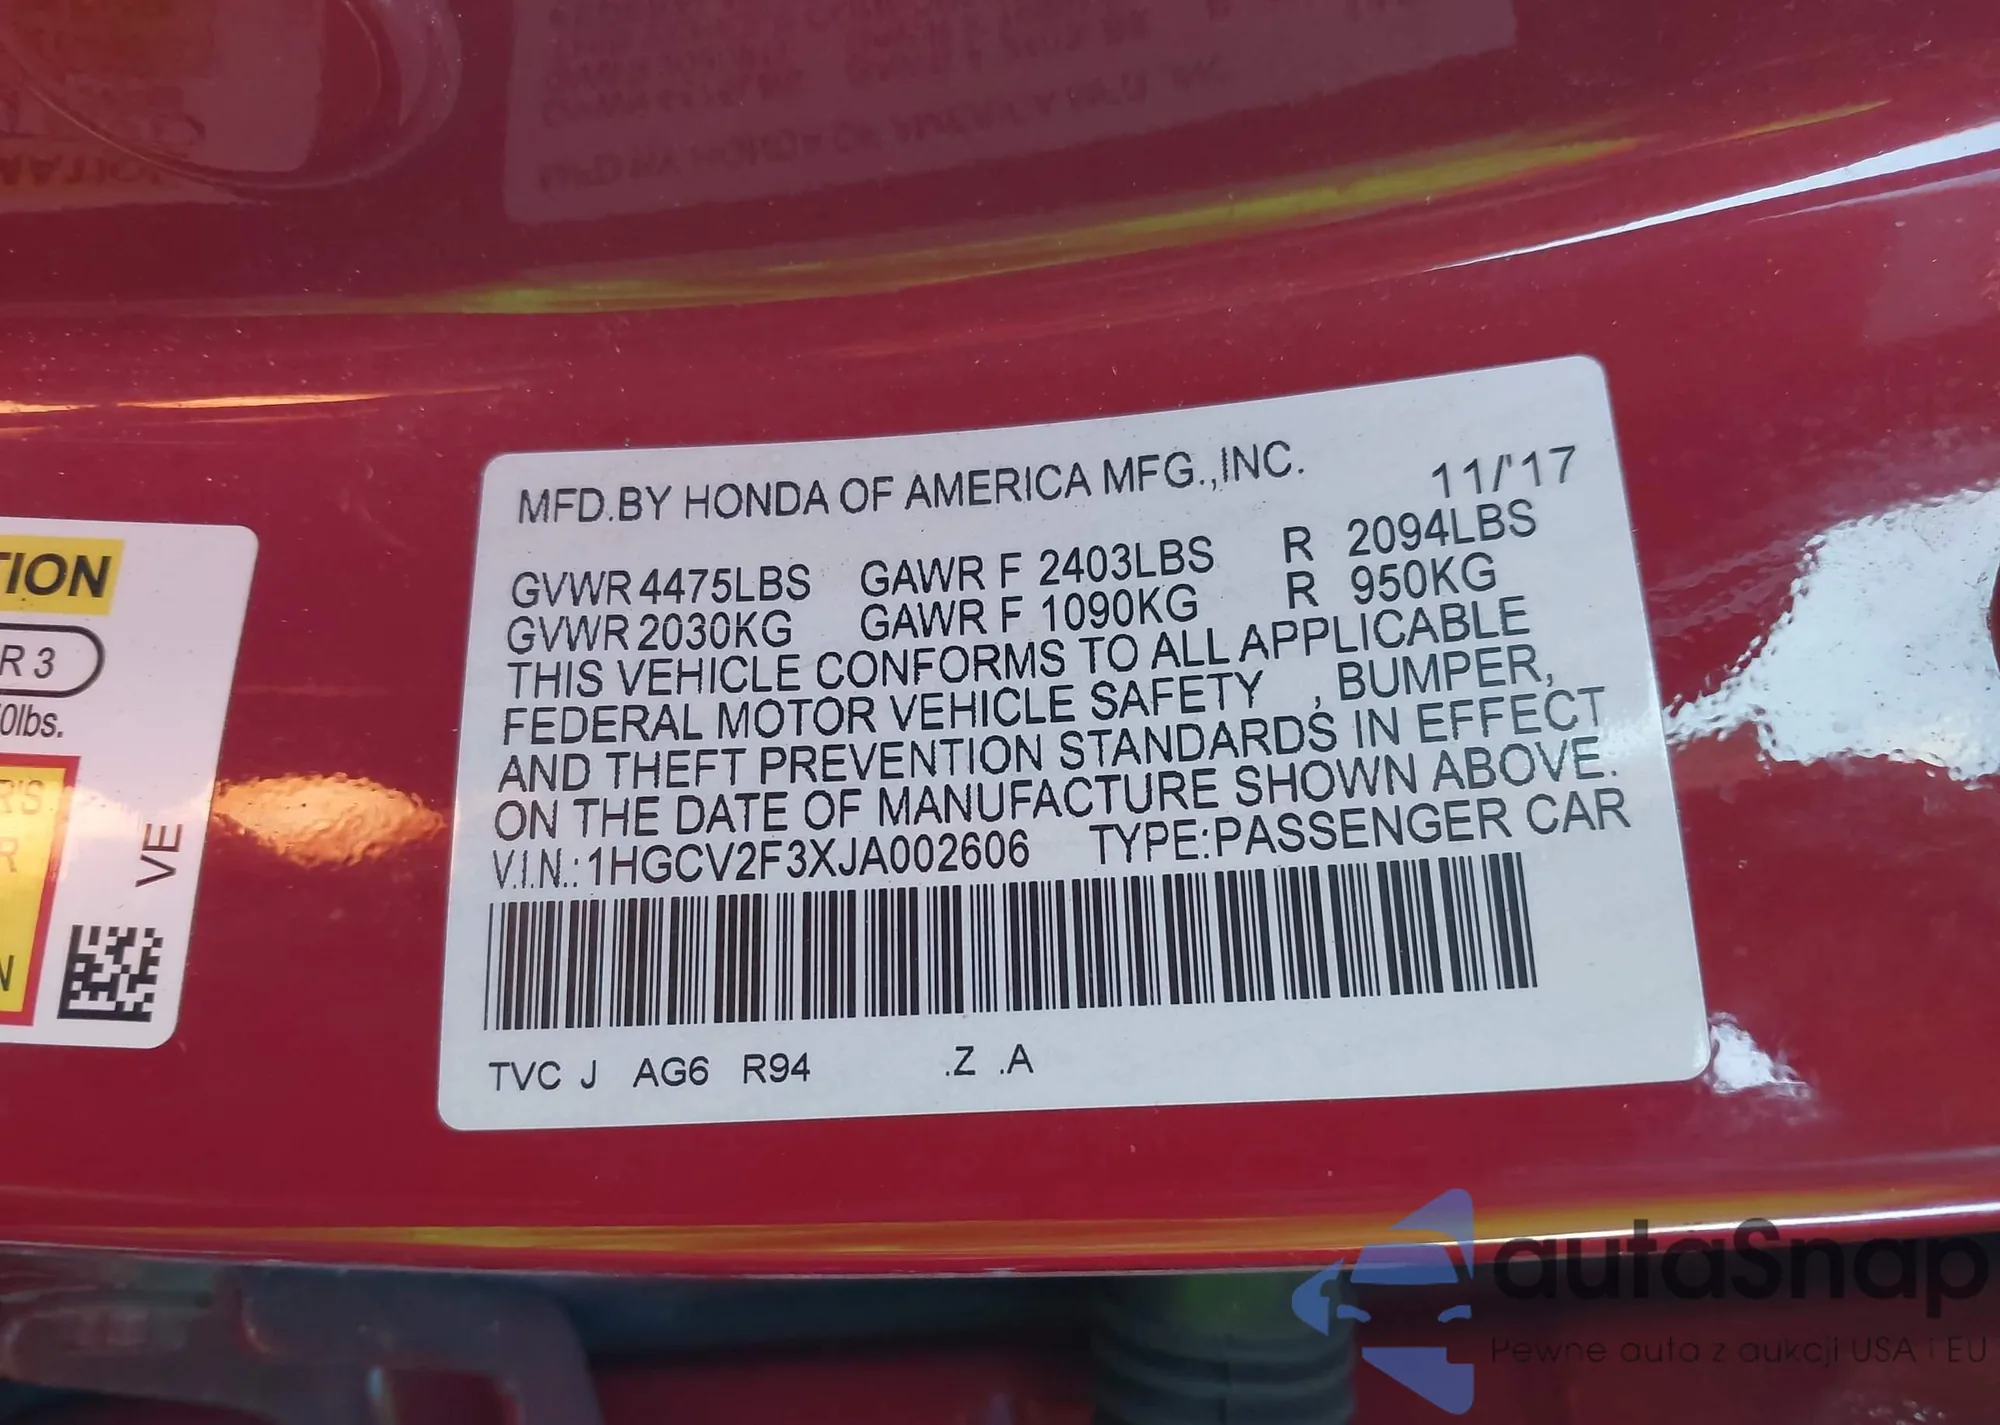 MFD.BY HONDA OF AMERICA MFG.,INC. 11/'17
GVWR 4475LBS GAWR F 2403LBS R 2094LBS
GVWR 2030KG GAWR F 1090KG R 950KG
THIS VEHICLE CONFORMS TO ALL APPLICABLE
FEDERAL MOTOR VEHICLE SAFETY , BUMPER,
AND THEFT PREVENTION STANDARDS IN EFFECT
ON THE DATE OF MANUFACTURE SHOWN ABOVE.
V.I.N.: 1HGCV2F3XJA002606 TYPE:PASSENGER CAR
TVC J AG6 R94 .Z .A
TION
R 3
0lbs.
R'S
R
N
VE
autaSnap
Pewne auta z aukcji USA i EU